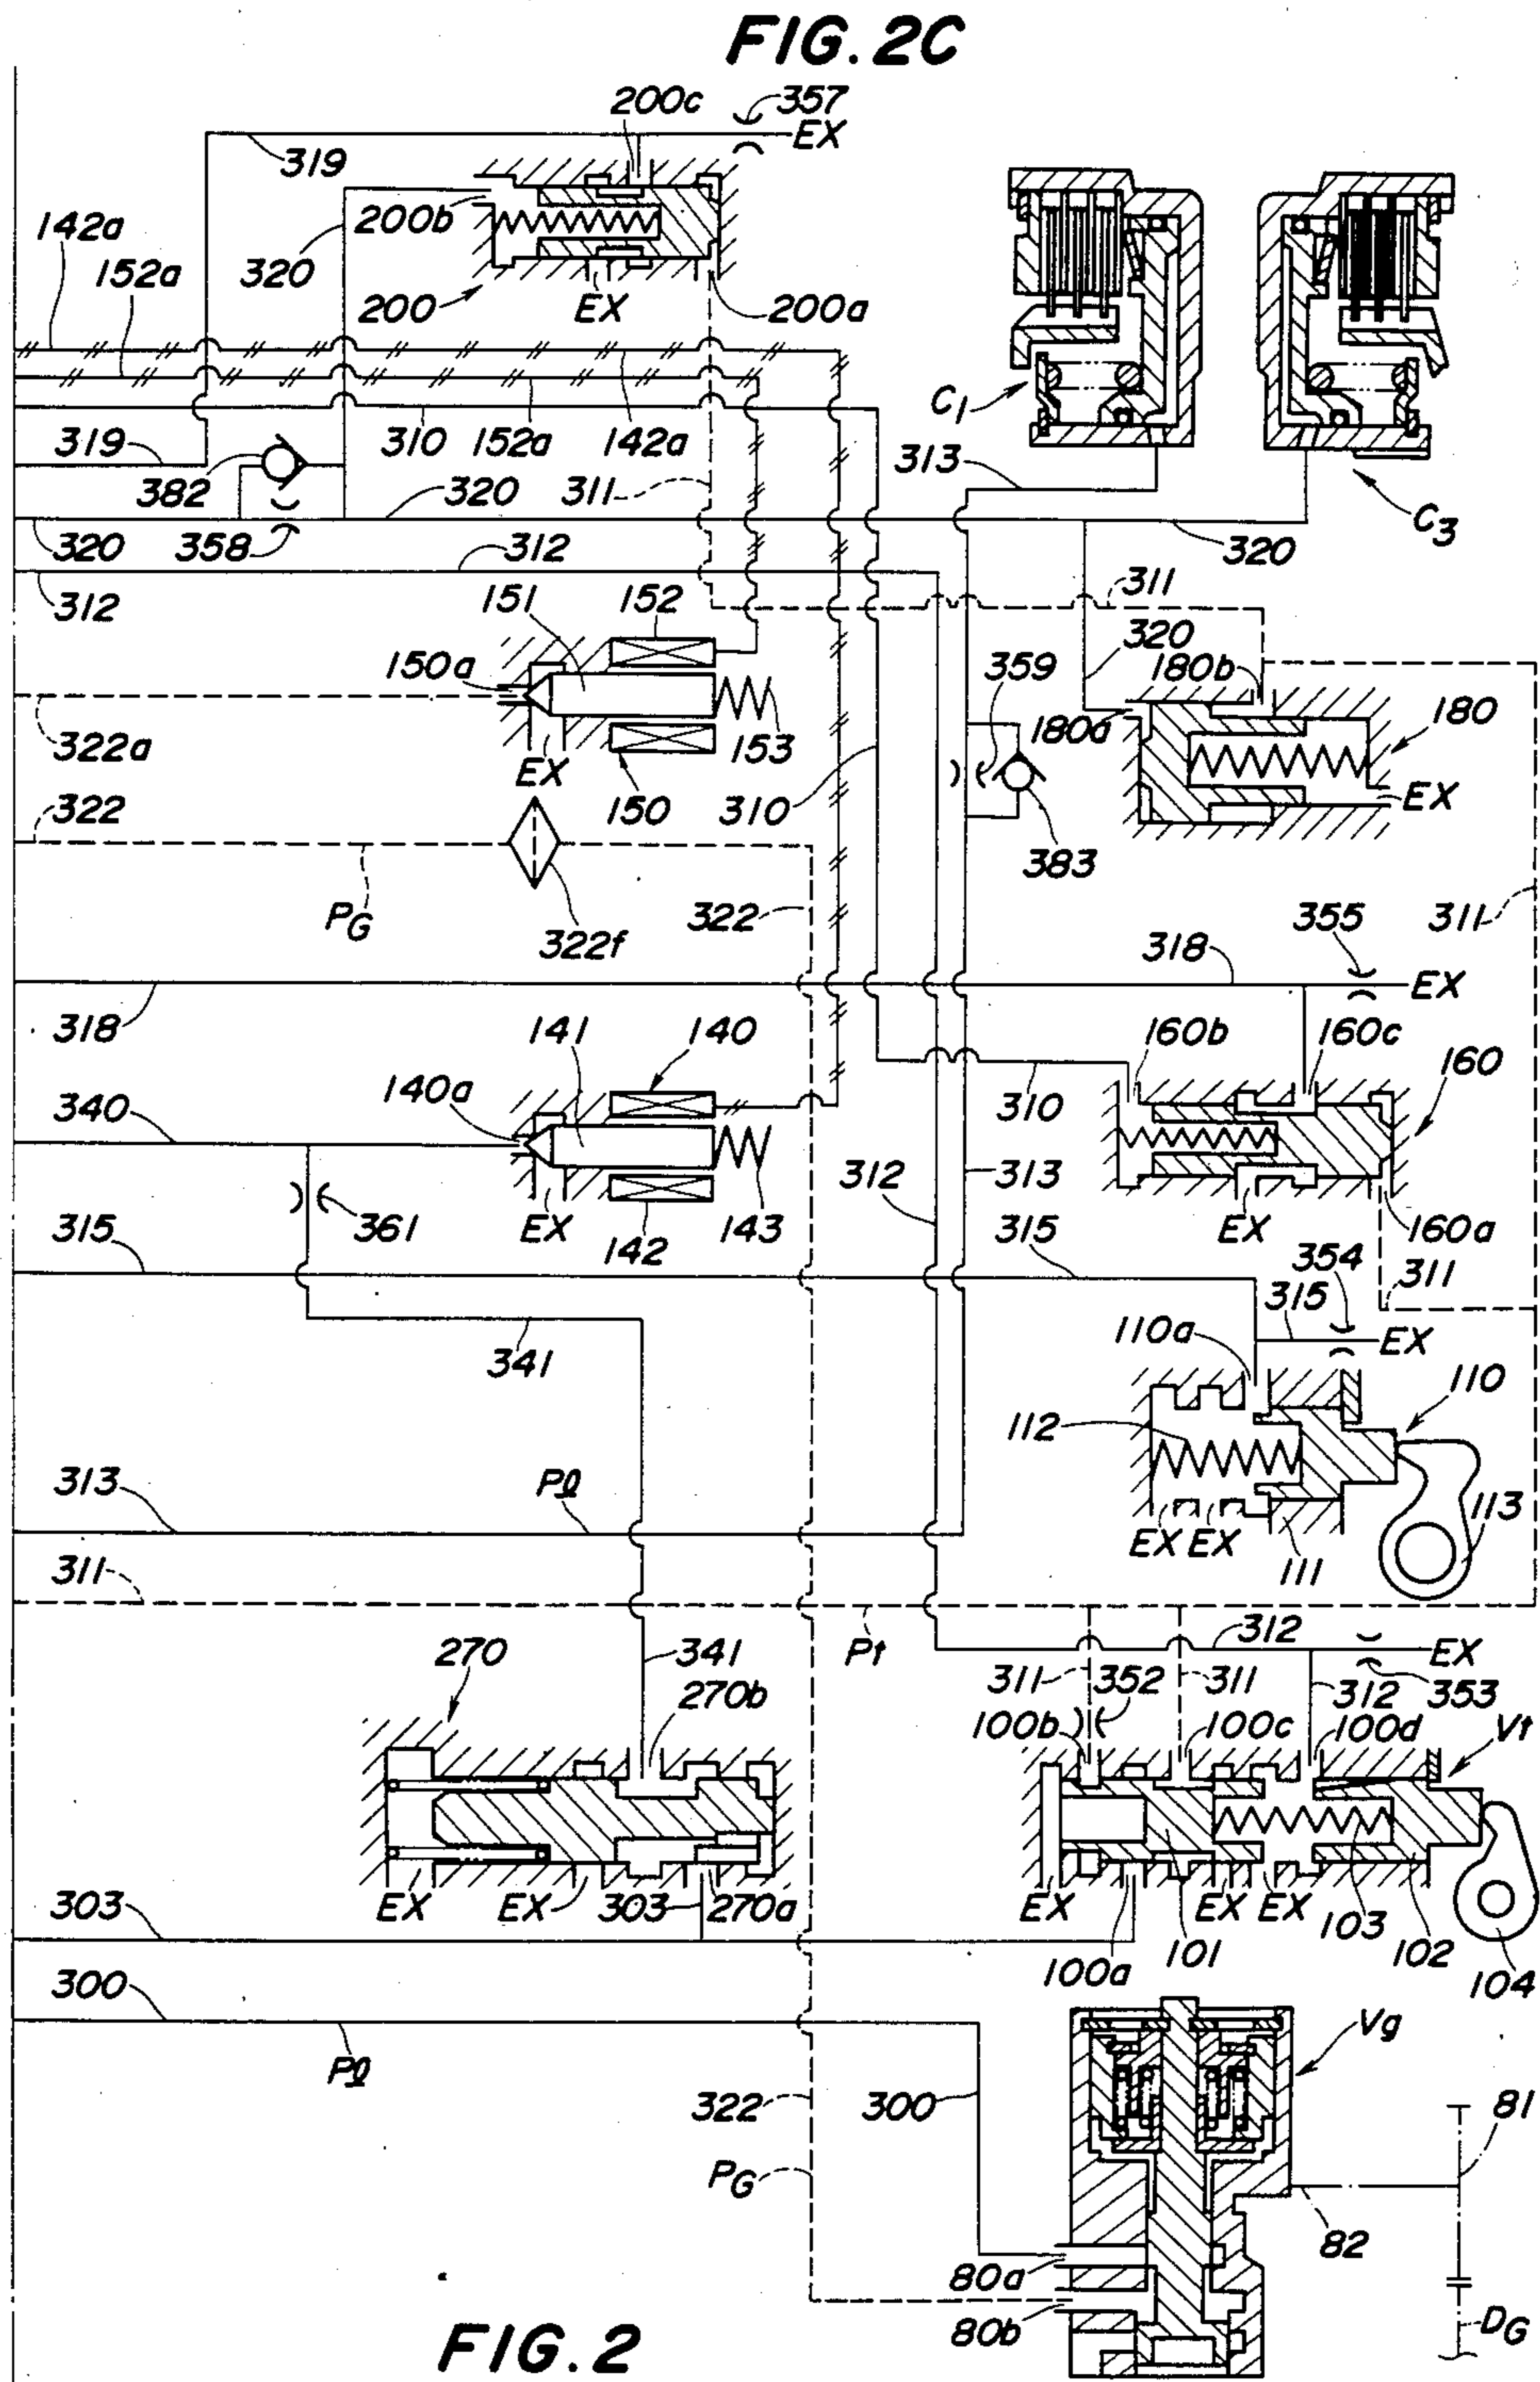 FIG. 2C
200c
357
EX
319
200b
142a
320
152a
200
EX
200a
C1
319
310
152a
142a
313
382
311
320
C3
320
358
312
320
312
151
152
311
150a
320
180b
359
180
322a
180a
153
EX
150
310
EX
322
383
PG
322f
322
311
355
318
EX
318
141
140
160b
160c
160
140a
340
310
312
313
361
EX
142
143
EX
160a
315
315
354
315
311
110a
EX
341
110
112
313
Pl
EX
EX
113
111
311
270
Pt
312
EX
341
311
352
311
312
353
270b
100b
100c
100d
Vt
EX
EX
303
270a
EX
EX
EX
103
303
100a
101
102
104
300
Vg
Pl
322
300
81
PG
82
80a
80b
DG
FIG. 2